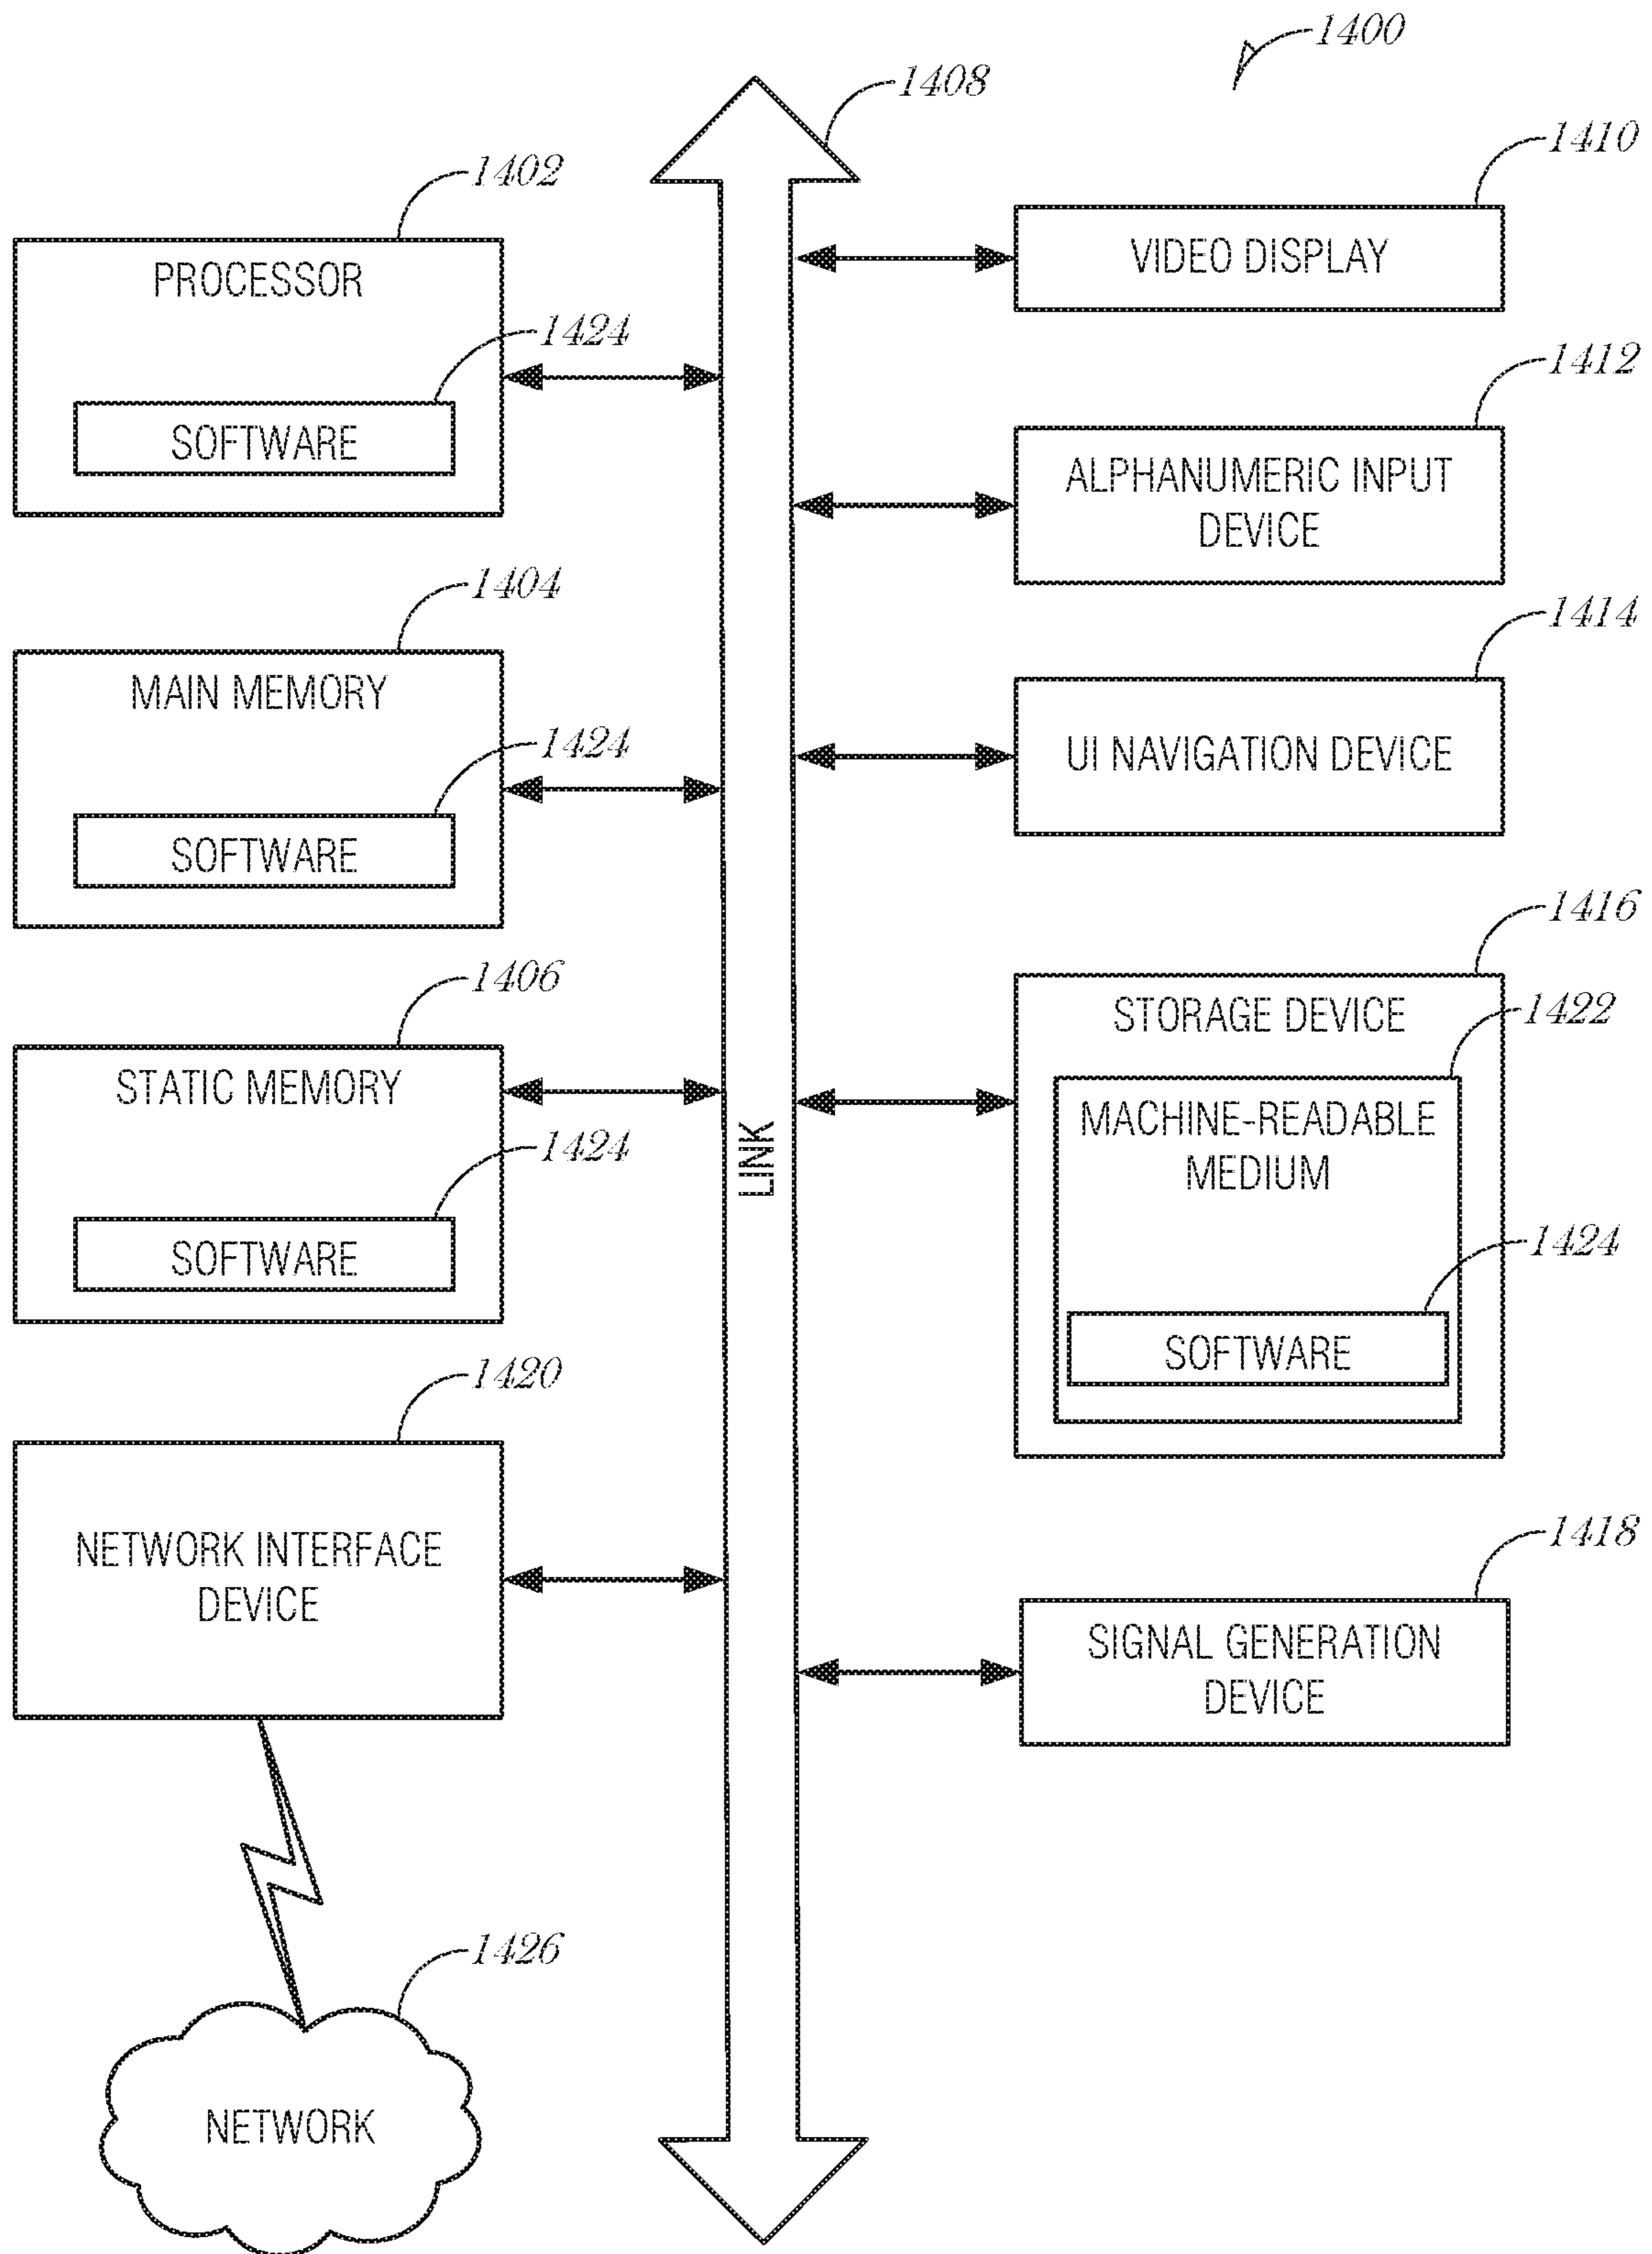 1400
1408
1402
PROCESSOR
1424
SOFTWARE
1404
MAIN MEMORY
1424
SOFTWARE
1406
STATIC MEMORY
1424
SOFTWARE
1420
NETWORK INTERFACE
DEVICE
1426
NETWORK
LINK
1410
VIDEO DISPLAY
1412
ALPHANUMERIC INPUT
DEVICE
1414
UI NAVIGATION DEVICE
1416
STORAGE DEVICE
1422
MACHINE-READABLE
MEDIUM
1424
SOFTWARE
1418
SIGNAL GENERATION
DEVICE